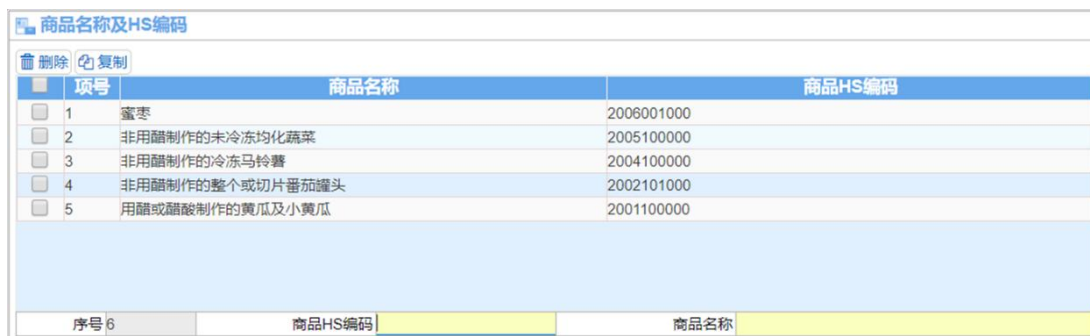 商品名称及HS编码
删除 复制
项号 商品名称 商品HS编码
1 蜜枣 2006001000
2 非用醋制作的未冷冻均化蔬菜 2005100000
3 非用醋制作的冷冻马铃薯 2004100000
4 非用醋制作的整个或切片番茄罐头 2002101000
5 用醋或醋酸制作的黄瓜及小黄瓜 2001100000
序号 6 商品HS编码 商品名称